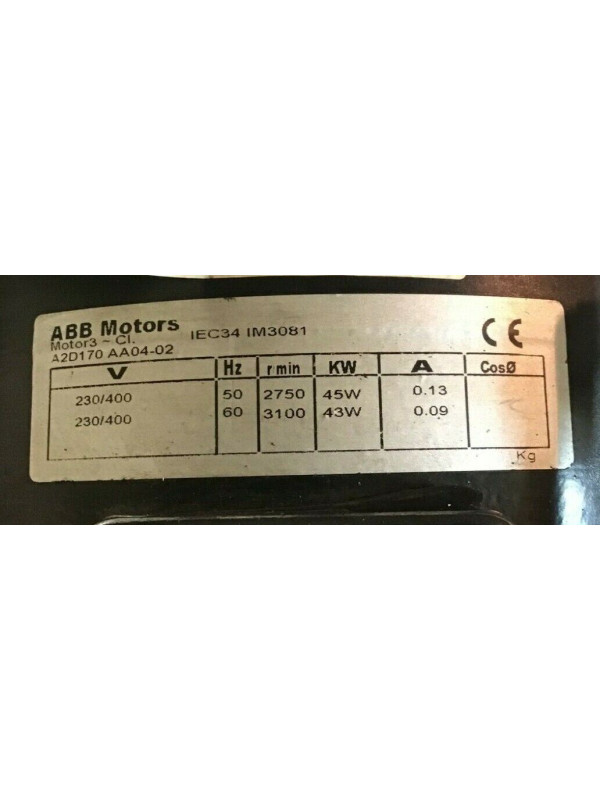 ABB Motors
Motor3 ~ Cl. IEC34 IM3081
A2D170 AA04-02
CE
V Hz r min KW A CosØ
230/400 50 2750 45W 0.13
230/400 60 3100 43W 0.09
Kg